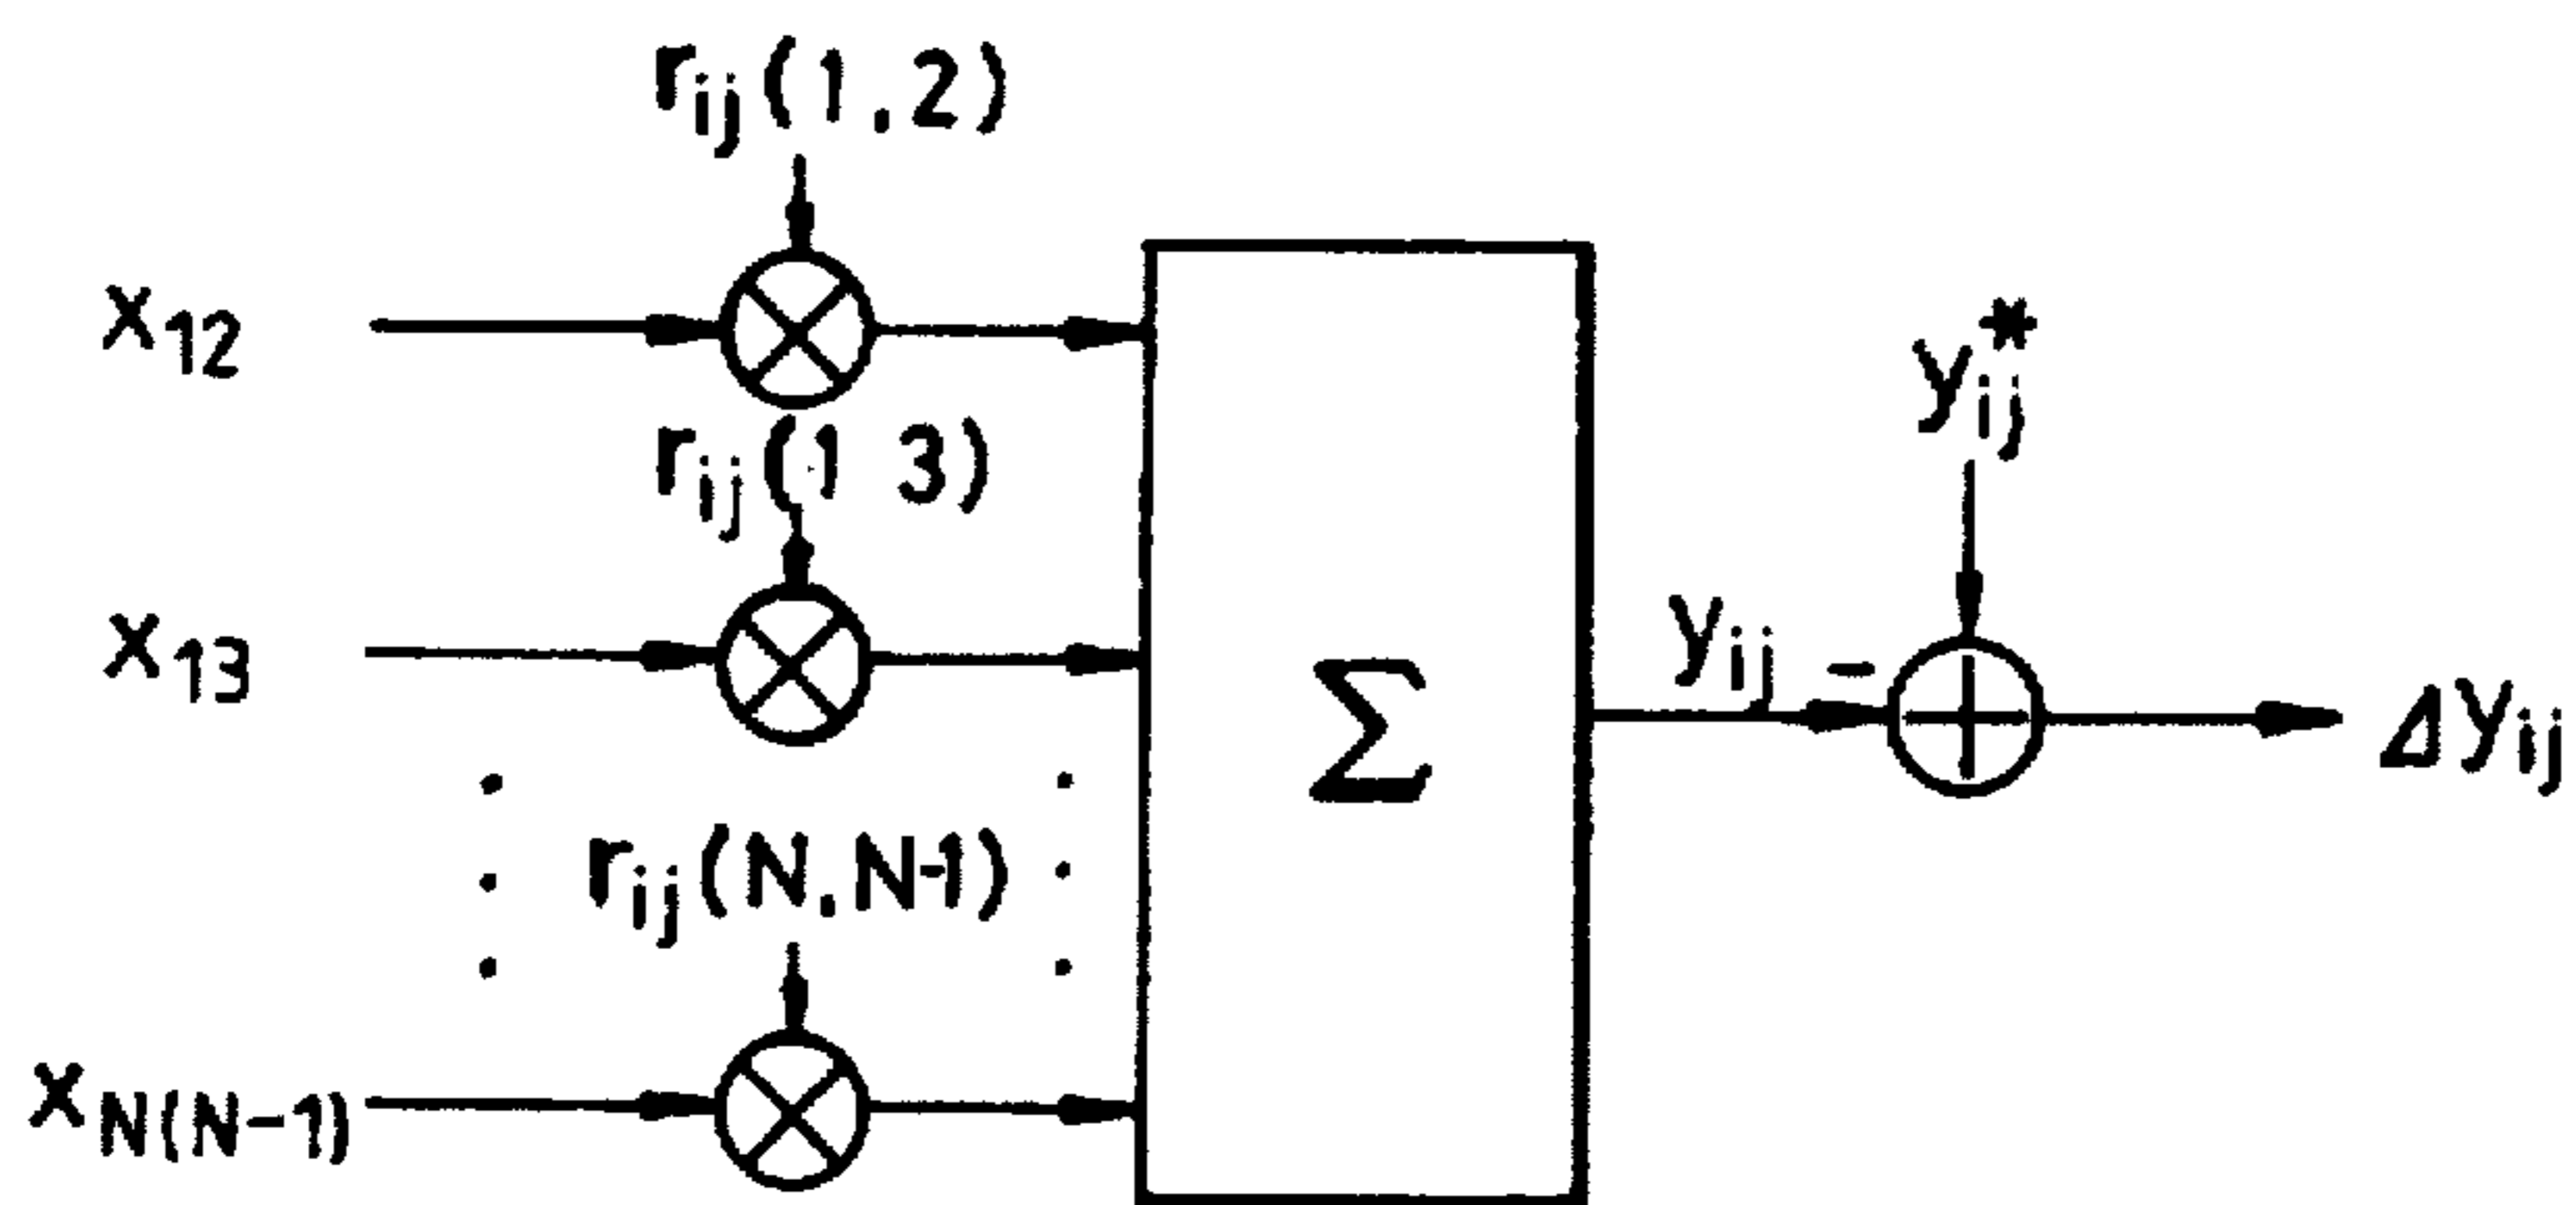 r_ij(1,2)
x_12
y*_ij
r_ij(1 3)
x_13
y_ij
-
Σ
Δy_ij
r_ij(N,N-1)
x_N(N-1)